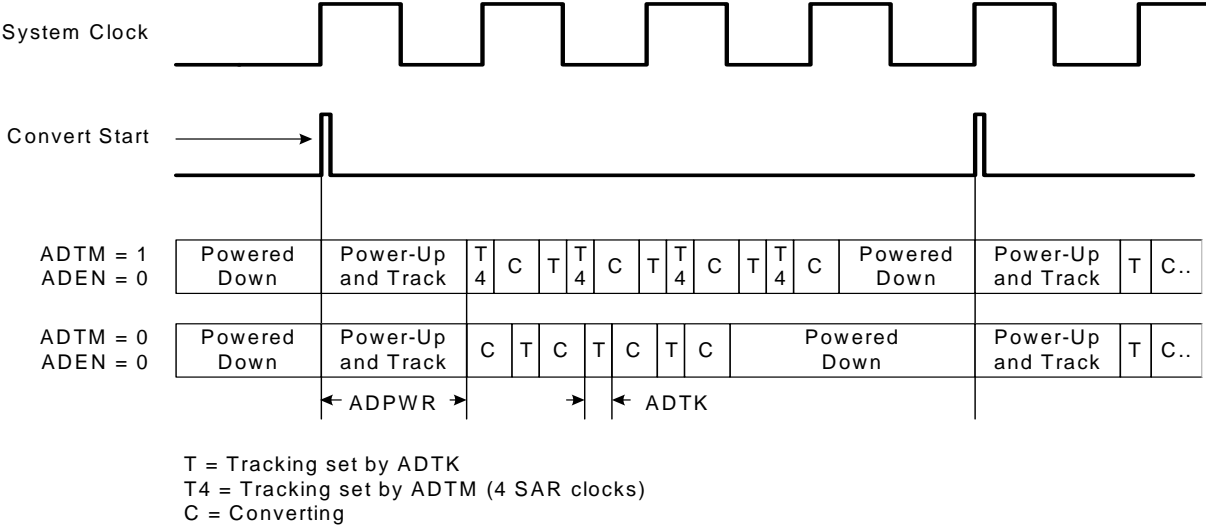 System Clock
Convert Start
ADTM = 1
ADEN = 0
Powered
Down
Power-Up
and Track
T
4
C
T
T
4
C
T
T
4
C
T
T
4
C
Powered
Down
Power-Up
and Track
T
C..
ADTM = 0
ADEN = 0
Powered
Down
Power-Up
and Track
C
T
C
T
C
T
C
Powered
Down
Power-Up
and Track
T
C..
ADPWR
ADTK
T = Tracking set by ADTK
T4 = Tracking set by ADTM (4 SAR clocks)
C = Converting